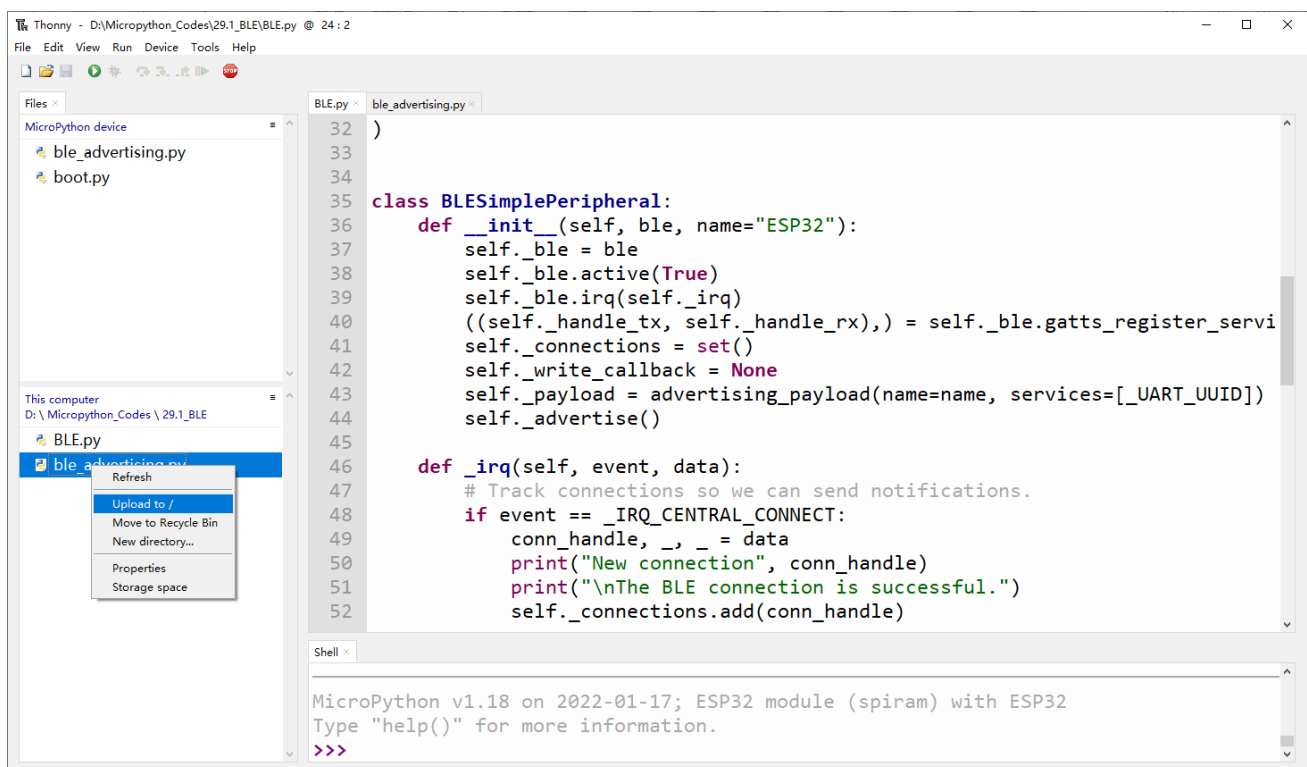 Thonny - D:\Micropython_Codes\29.1_BLE\BLE.py @ 24 : 2
File Edit View Run Device Tools Help
STOP
Files
MicroPython device
ble_advertising.py
boot.py
This computer
D: \ Micropython_Codes \ 29.1_BLE
BLE.py
ble_advertising.py
Refresh
Upload to /
Move to Recycle Bin
New directory...
Properties
Storage space
BLE.py ble_advertising.py
32 )
33
34
35 class BLESimplePeripheral:
36     def __init__(self, ble, name="ESP32"):
37         self._ble = ble
38         self._ble.active(True)
39         self._ble.irq(self._irq)
40         ((self._handle_tx, self._handle_rx),) = self._ble.gatts_register_servi
41         self._connections = set()
42         self._write_callback = None
43         self._payload = advertising_payload(name=name, services=[_UART_UUID])
44         self._advertise()
45
46     def _irq(self, event, data):
47         # Track connections so we can send notifications.
48         if event == _IRQ_CENTRAL_CONNECT:
49             conn_handle, _, _ = data
50             print("New connection", conn_handle)
51             print("\nThe BLE connection is successful.")
52             self._connections.add(conn_handle)
Shell
MicroPython v1.18 on 2022-01-17; ESP32 module (spiram) with ESP32
Type "help()" for more information.
>>>